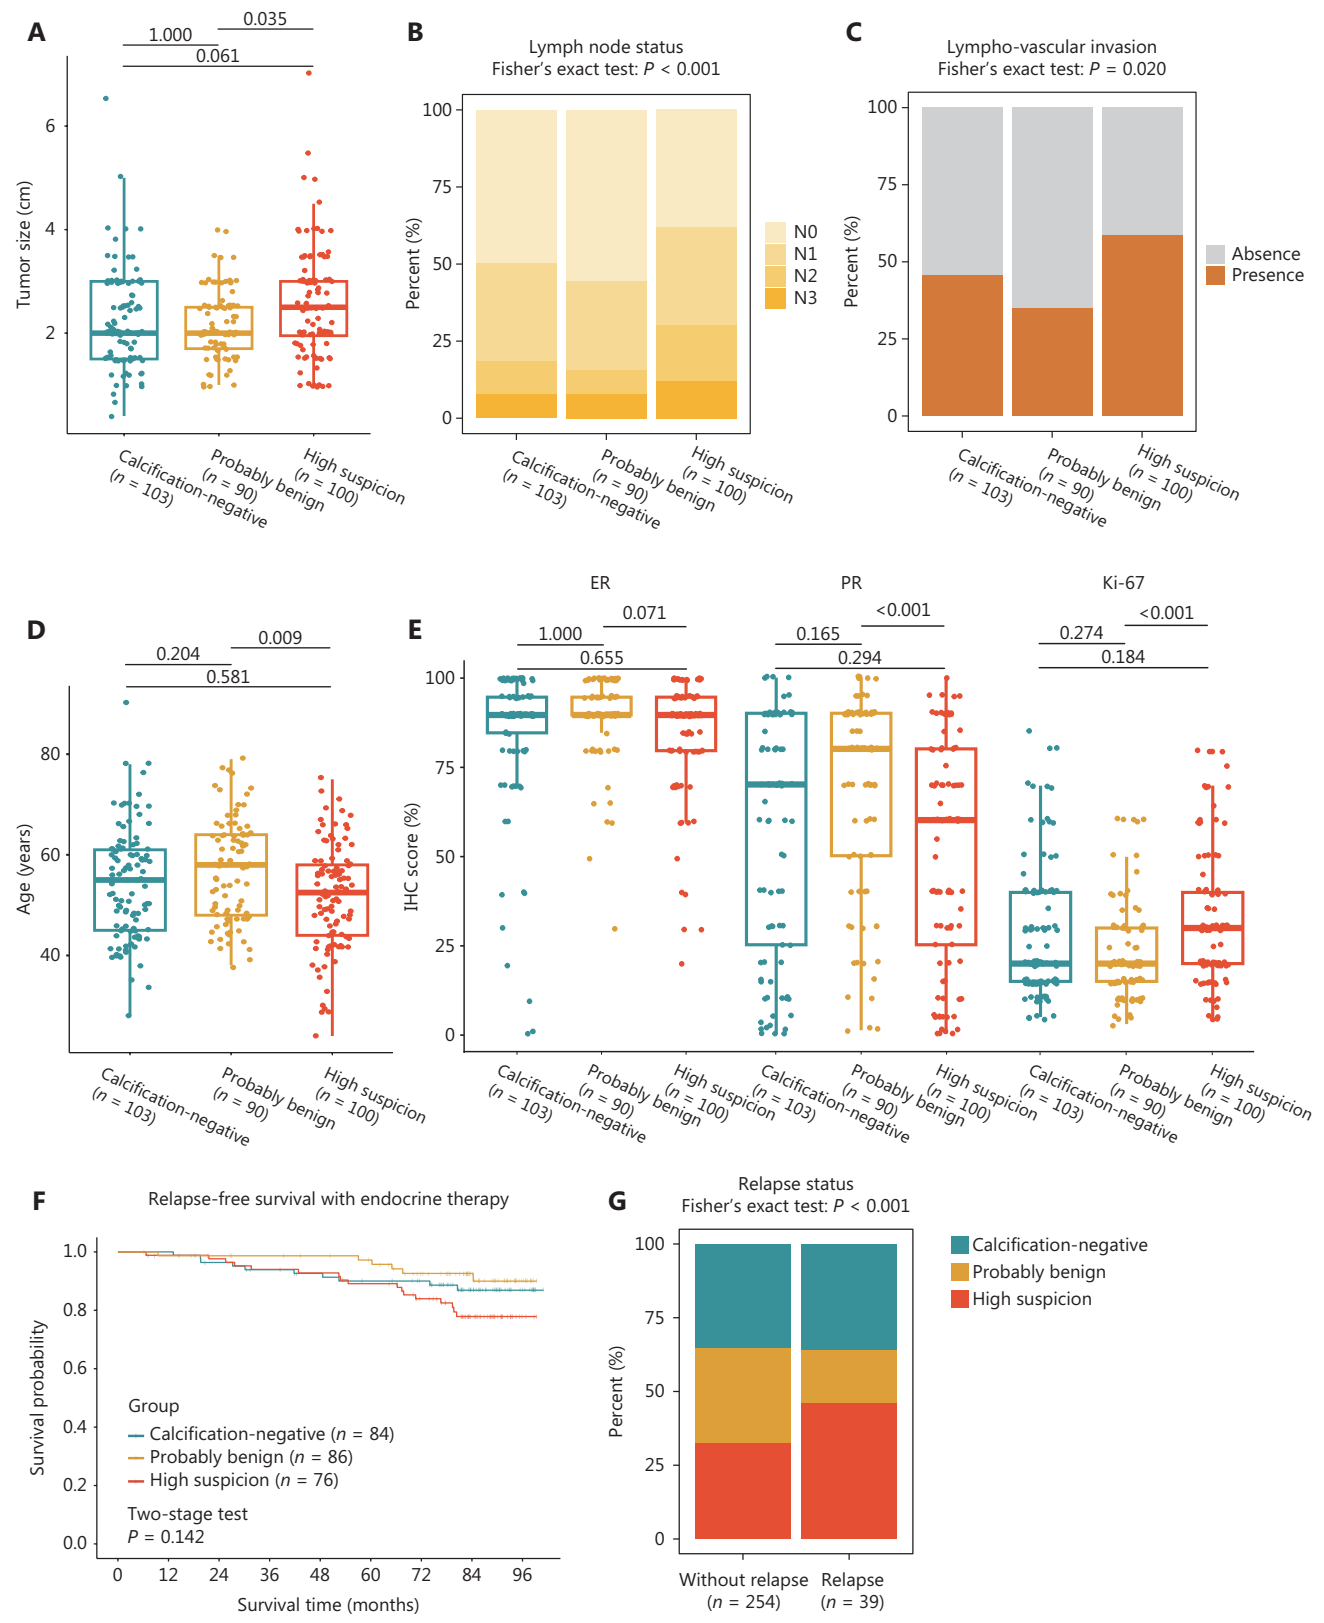 A
0.035
1.000
0.061
Tumor size (cm)
6
4
2
Calcification-negative
(n = 103)
Probably benign
(n = 90)
High suspicion
(n = 100)
B
Lymph node status
Fisher's exact test: P < 0.001
Percent (%)
100
75
50
25
0
N0
N1
N2
N3
Calcification-negative
(n = 103)
Probably benign
(n = 90)
High suspicion
(n = 100)
C
Lympho-vascular invasion
Fisher's exact test: P = 0.020
Percent (%)
100
75
50
25
0
Absence
Presence
Calcification-negative
(n = 103)
Probably benign
(n = 90)
High suspicion
(n = 100)
D
0.009
0.204
0.581
Age (years)
80
60
40
Calcification-negative
(n = 103)
Probably benign
(n = 90)
High suspicion
(n = 100)
E
ER
PR
Ki-67
0.071
1.000
0.655
<0.001
0.165
0.294
<0.001
0.274
0.184
IHC score (%)
100
75
50
25
0
Calcification-negative
(n = 103)
Probably benign
(n = 90)
High suspicion
(n = 100)
Calcification-negative
(n = 103)
Probably benign
(n = 90)
High suspicion
(n = 100)
Calcification-negative
(n = 103)
Probably benign
(n = 90)
High suspicion
(n = 100)
F
Relapse-free survival with endocrine therapy
Survival probability
1.0
0.8
0.6
0.4
0.2
0.0
Group
Calcification-negative (n = 84)
Probably benign (n = 86)
High suspicion (n = 76)
Two-stage test
P = 0.142
0 12 24 36 48 60 72 84 96
Survival time (months)
G
Relapse status
Fisher's exact test: P < 0.001
Percent (%)
100
75
50
25
0
Calcification-negative
Probably benign
High suspicion
Without relapse
(n = 254)
Relapse
(n = 39)